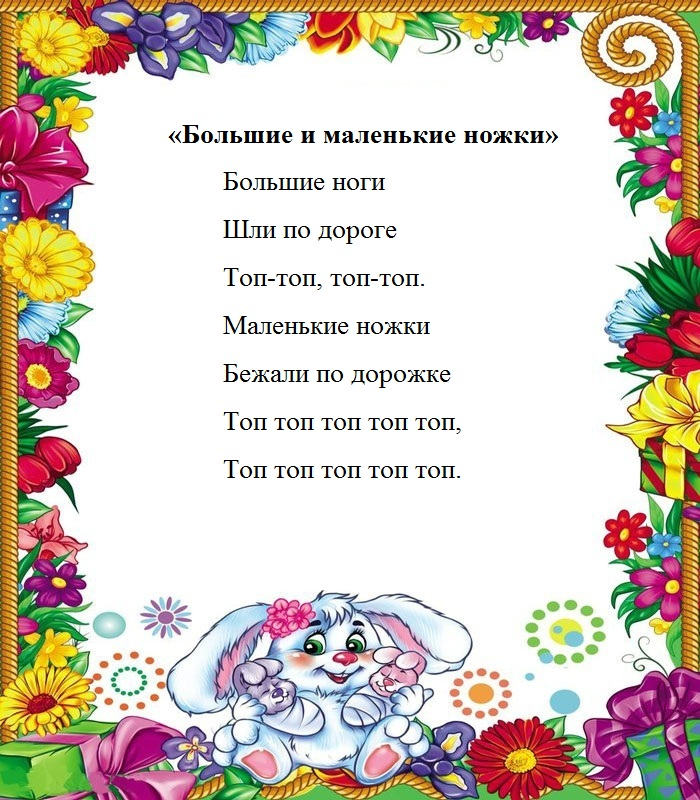 «Большие и маленькие ножки»
Большие ноги
Шли по дороге
Топ-топ, топ-топ.
Маленькие ножки
Бежали по дорожке
Топ топ топ топ топ,
Топ топ топ топ топ.